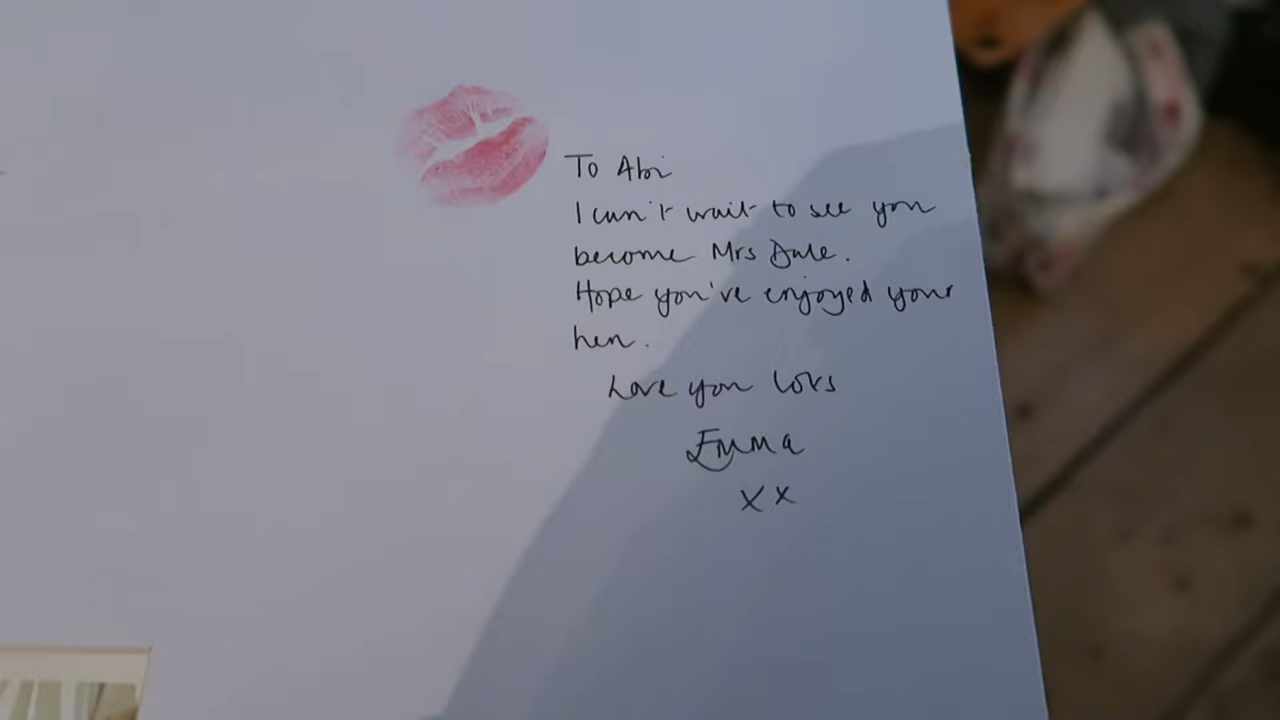 To Abi
I can't wait to see you
become Mrs Dale.
Hope you've enjoyed your
hen.
Love you lots
Emma
xx